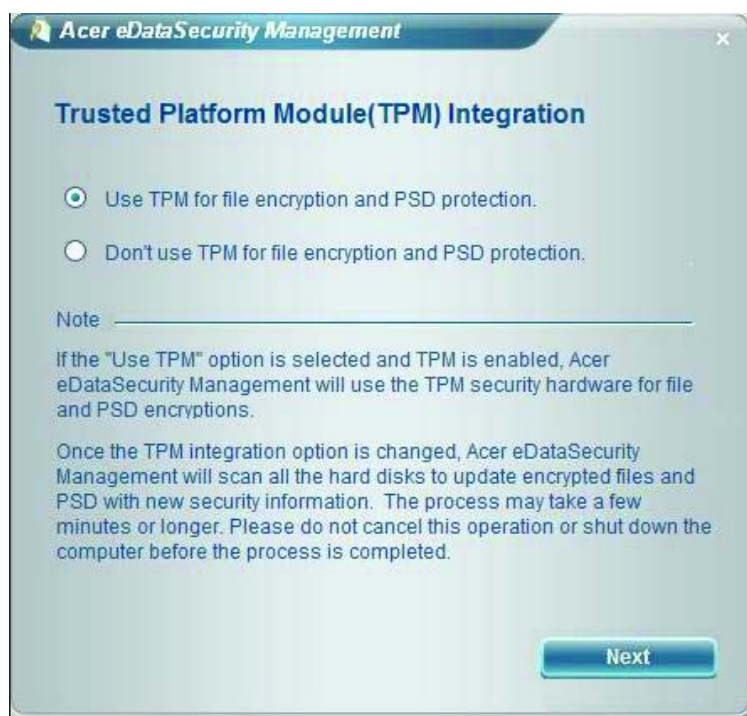 Acer eDataSecurity Management
Trusted Platform Module(TPM) Integration
Use TPM for file encryption and PSD protection.
Don't use TPM for file encryption and PSD protection.
Note
If the "Use TPM" option is selected and TPM is enabled, Acer
eDataSecurity Management will use the TPM security hardware for file
and PSD encryptions.
Once the TPM integration option is changed, Acer eDataSecurity
Management will scan all the hard disks to update encrypted files and
PSD with new security information. The process may take a few
minutes or longer. Please do not cancel this operation or shut down the
computer before the process is completed.
Next